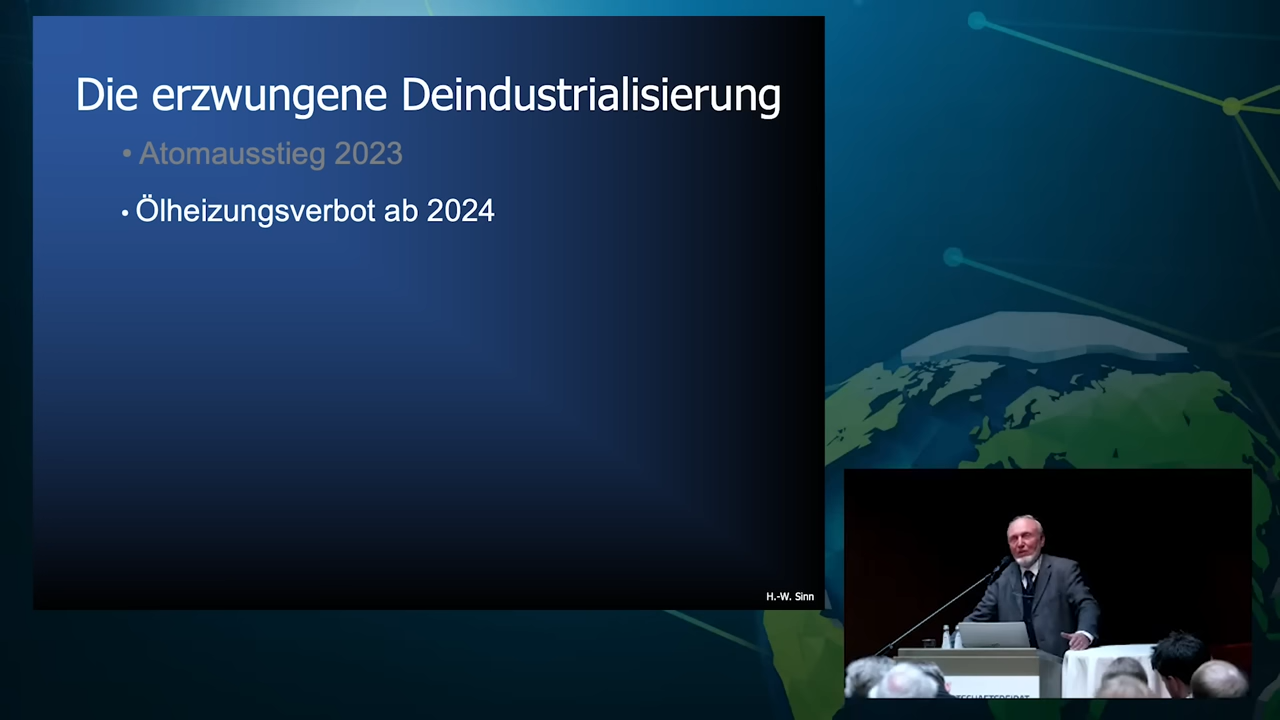 Die erzwungene Deindustrialisierung
• Atomausstieg 2023
• Ölheizungsverbot ab 2024
H.-W. Sinn